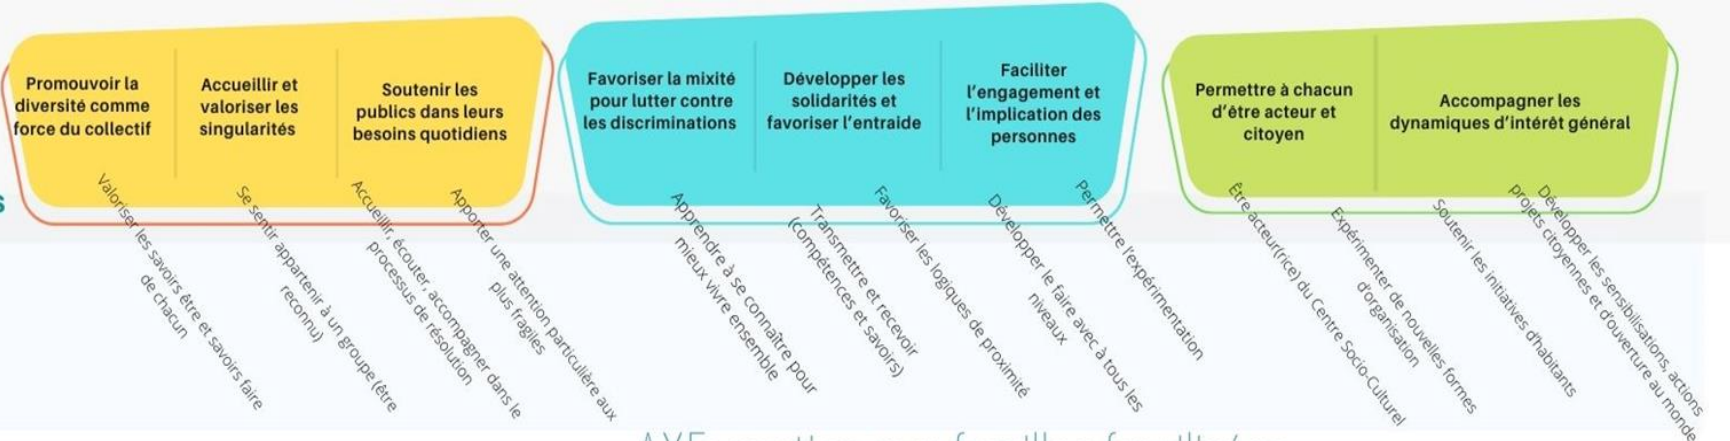 Promouvoir la
diversité comme
force du collectif
Accueillir et
valoriser les
singularités
Soutenir les
publics dans leurs
besoins quotidiens
Favoriser la mixité
pour lutter contre
les discriminations
Développer les
solidarités et
favoriser l'entraide
Faciliter
l'engagement et
l'implication des
personnes
Permettre à chacun
d'être acteur et
citoyen
Accompagner les
dynamiques d'intérêt général
s
Valoriser les savoirs être et savoirs faire
de chacun
Se sentir appartenir à un groupe (être
reconnu)
Accueillir, écouter, accompagner dans le
processus de résolution
Apporter une attention particulière aux
plus fragiles
Apprendre à se connaître pour
mieux vivre ensemble
Transmettre et recevoir
(compétences et savoirs)
Favoriser les logiques de proximité
Développer le faire avec à tous les
niveaux
Permettre l'expérimentation
Être acteur(rice) du Centre Socio-Culturel
Expérimenter de nouvelles formes
d'organisation
Soutenir les initiatives d'habitants
Développer les sensibilisations, actions,
projets citoyennes et d'ouverture au monde